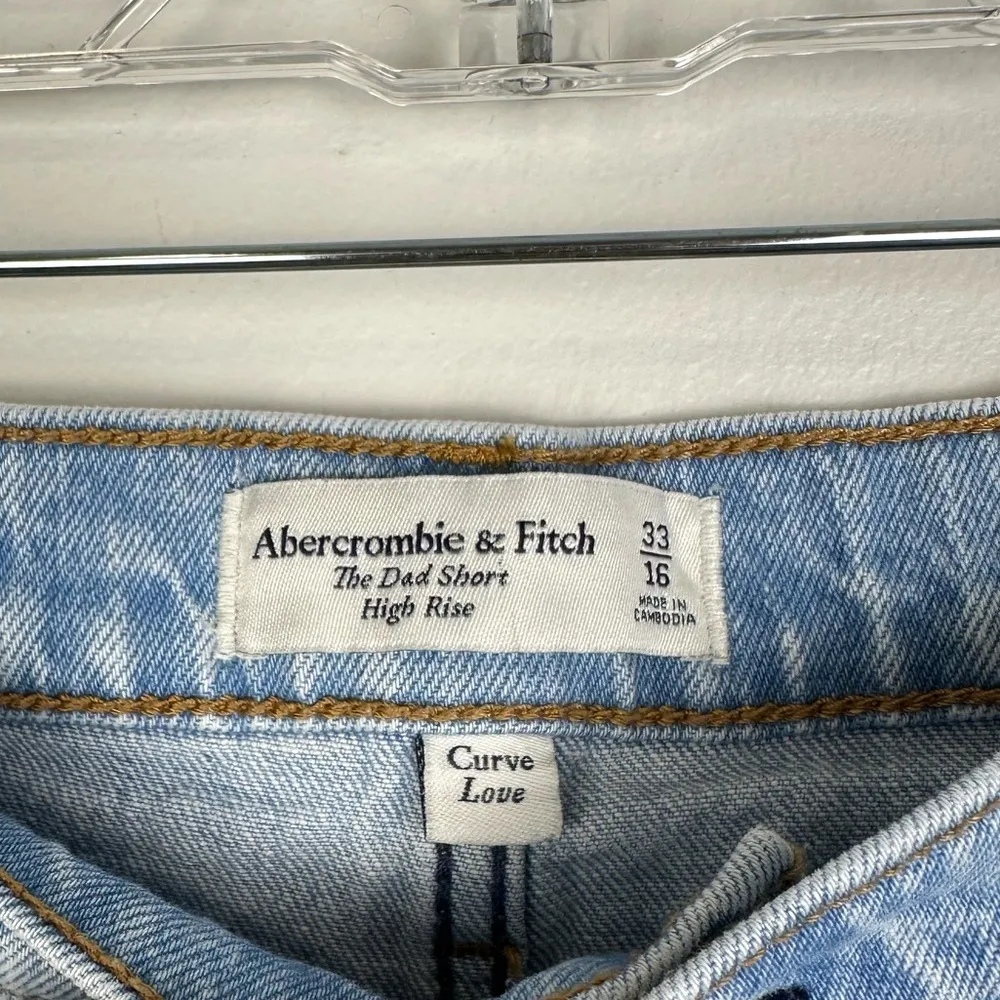 Abercrombie & Fitch
The Dad Short
High Rise
33
16
MADE IN
CAMBODIA
Curve
Love